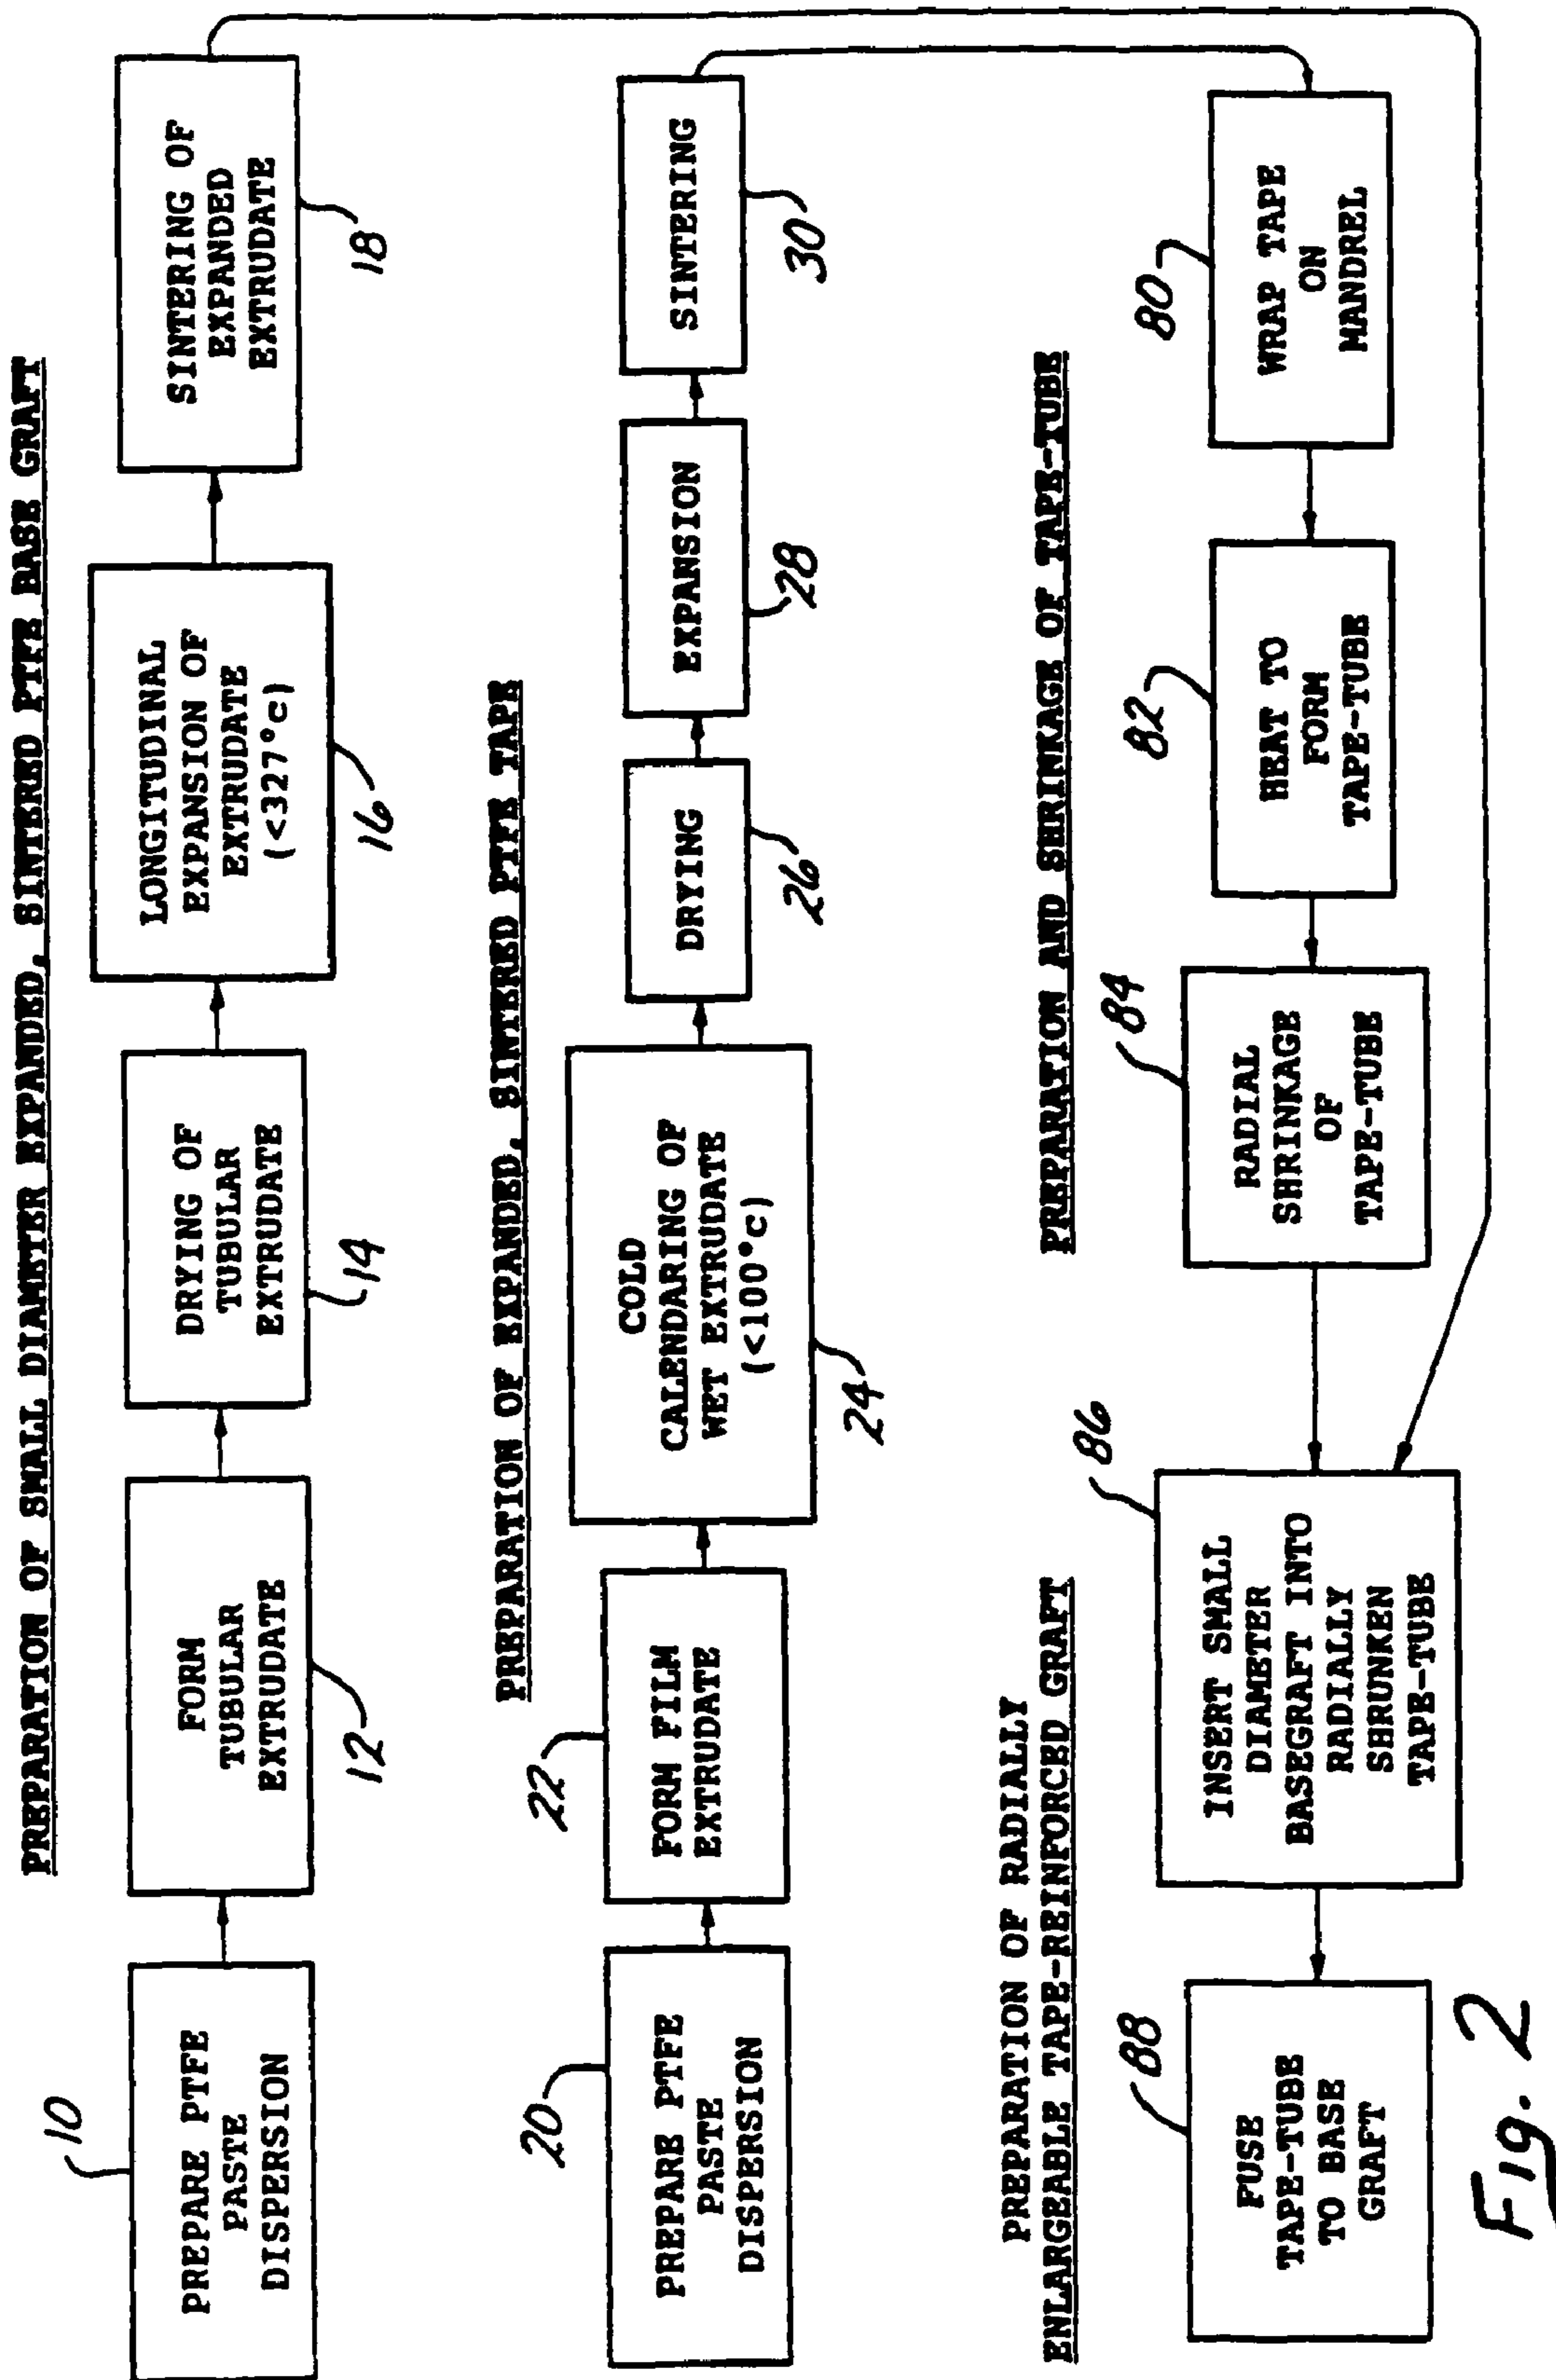 PREPARATION OF SMALL DIAMETER EXPANDED, SINTERED PTFE BASE GRAFT
10
PREPARE PTFE
PASTE
DISPERSION
FORM
TUBULAR
EXTRUDATE
12
DRYING OF
TUBULAR
EXTRUDATE
14
LONGITUDINAL
EXPANSION OF
EXTRUDATE
(<327°c)
16
SINTERING OF
EXPANDED
EXTRUDATE
18
PREPARATION OF EXPANDED, SINTERED PTFE TAPE
20
PREPARE PTFE
PASTE
DISPERSION
22
FORM FILM
EXTRUDATE
COLD
CALENDARING OF
WET EXTRUDATE
(<100°c)
24
DRYING
26
EXPANSION
28
SINTERING
30
PREPARATION AND SHRINKAGE OF TAPE-TUBE
80
WRAP TAPE
ON
MANDREL
82
HEAT TO
FORM
TAPE-TUBE
84
RADIAL
SHRINKAGE
OF
TAPE-TUBE
PREPARATION OF RADIALLY
ENLARGEABLE TAPE-REINFORCED GRAFT
86
INSERT SMALL
DIAMETER
BASEGRAFT INTO
RADIALLY
SHRUNKEN
TAPE-TUBE
88
FUSE
TAPE-TUBE
TO BASE
GRAFT
Fig. 2